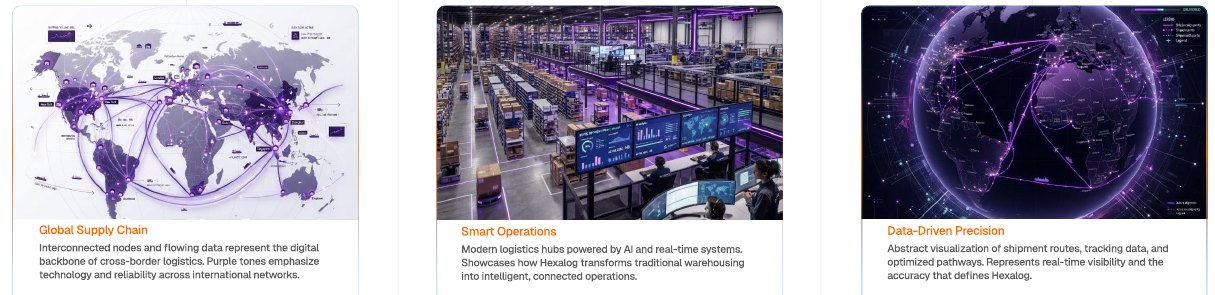 Global Supply Chain
Interconnected nodes and flowing data represent the digital
backbone of cross-border logistics. Purple tones emphasize
technology and reliability across international networks.
Smart Operations
Modern logistics hubs powered by AI and real-time systems.
Showcases how Hexalog transforms traditional warehousing
into intelligent, connected operations.
Data-Driven Precision
Abstract visualization of shipment routes, tracking data, and
optimized pathways. Represents real-time visibility and the
accuracy that defines Hexalog.